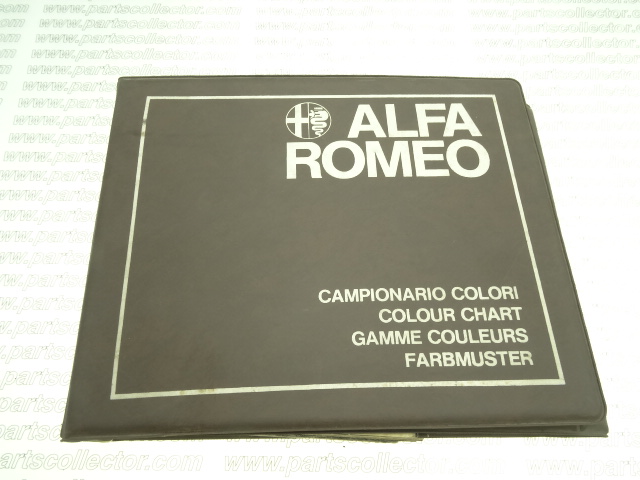 ALFA
ROMEO
CAMPIONARIO COLORI
COLOUR CHART
GAMME COULEURS
FARBMUSTER
www.partscollector.com